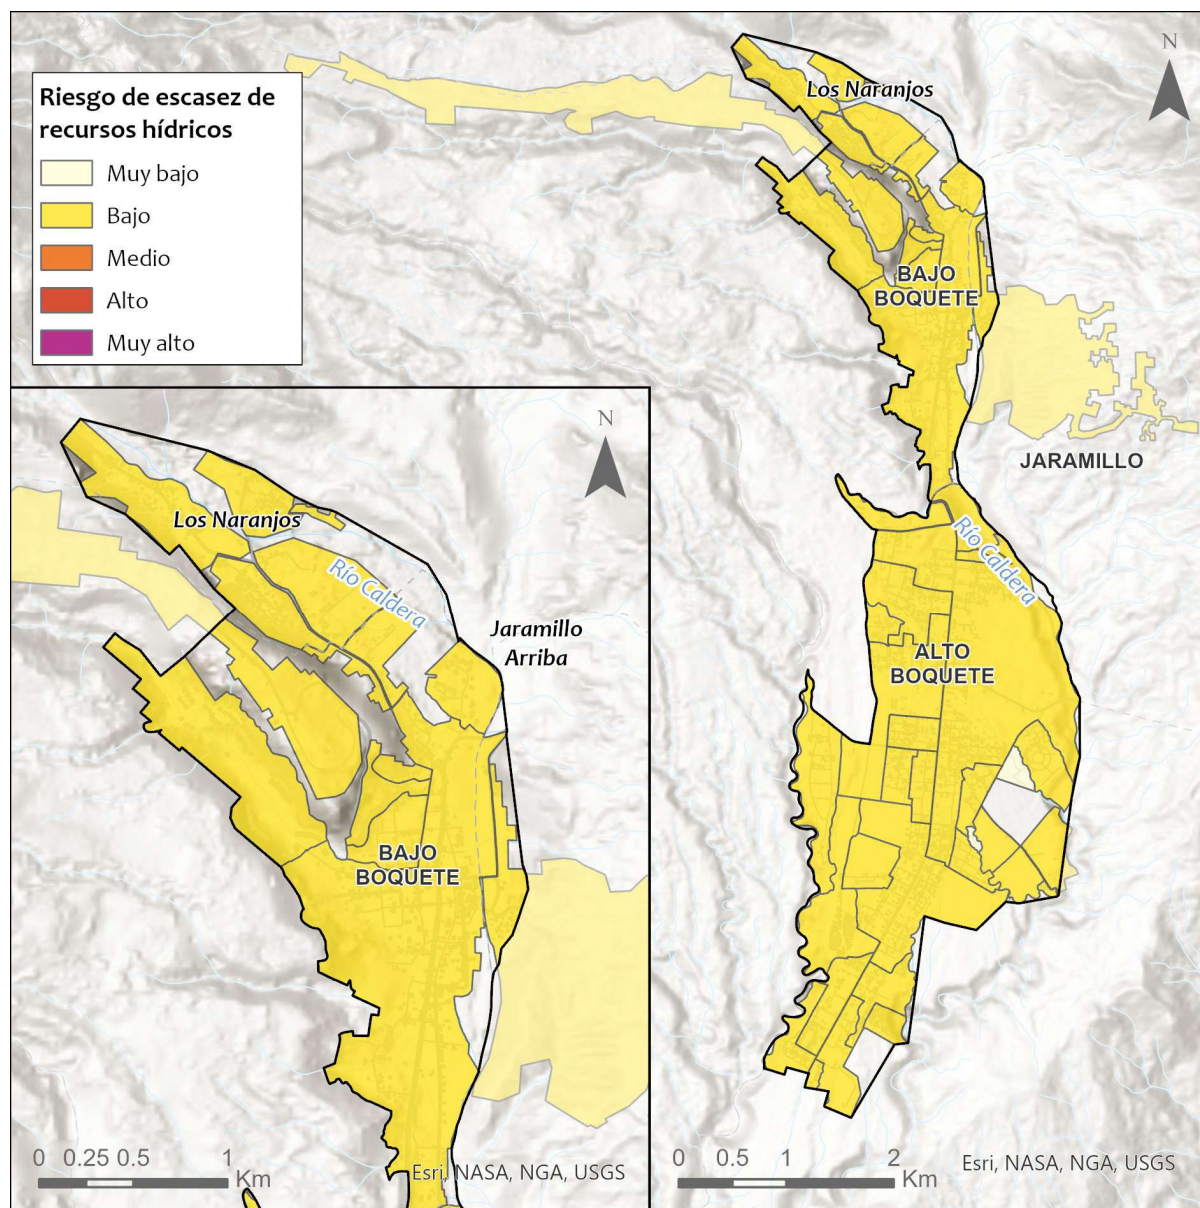 Riesgo de escasez de
recursos hídricos
Muy bajo
Bajo
Medio
Alto
Muy alto
N
Los Naranjos
BAJO
BOQUETE
JARAMILLO
Río Caldera
ALTO
BOQUETE
0 0.5 1 2
Km
Esri, NASA, NGA, USGS
N
Los Naranjos
Río Caldera
Jaramillo
Arriba
BAJO
BOQUETE
0 0.25 0.5 1
Km
Esri, NASA, NGA, USGS